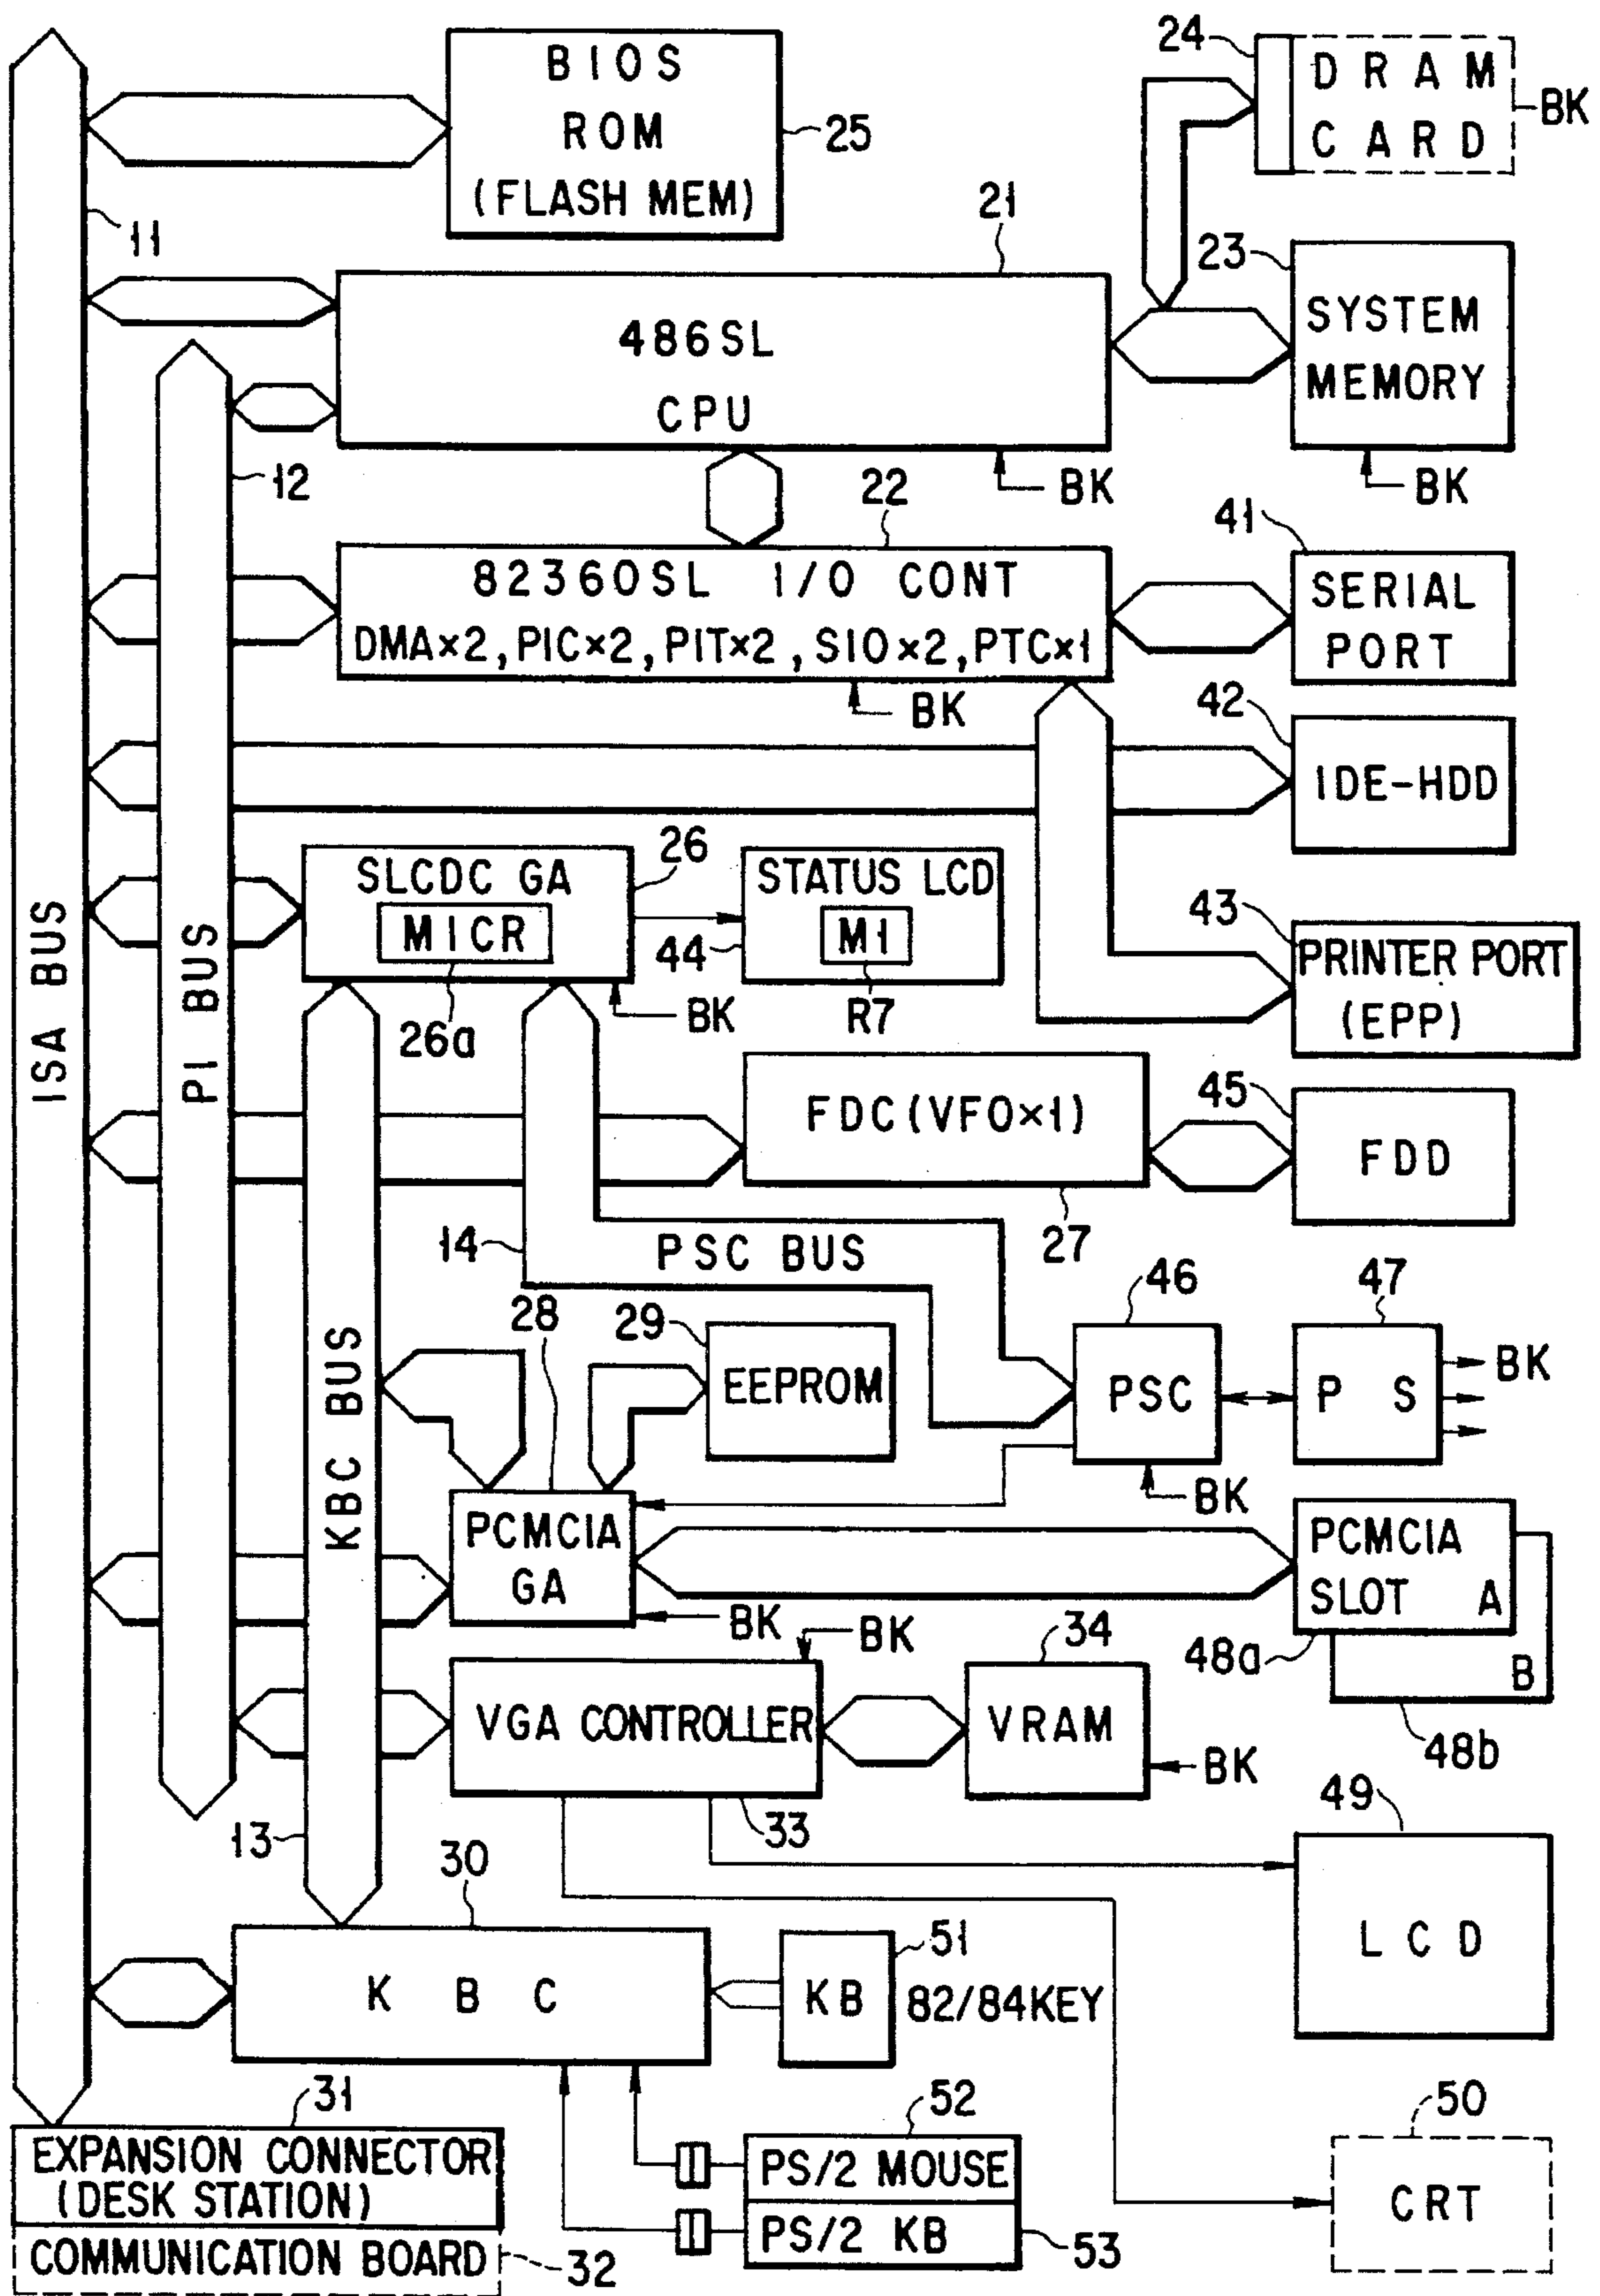 BIOS
ROM
(FLASH MEM)
25
24
DRAM
CARD
BK
11
21
23
486SL
CPU
SYSTEM
MEMORY
12
BK
BK
22
41
82360SL I/O CONT
DMA×2, PIC×2, PIT×2, SIO×2, PTC×1
SERIAL
PORT
BK
42
IDE-HDD
ISA BUS
PI BUS
SLCDC GA
MICR
26
26a
BK
STATUS LCD
M1
44
R7
43
PRINTER PORT
(EPP)
FDC(VFO×1)
27
45
FDD
14
PSC BUS
KBC BUS
28
29
EEPROM
46
PSC
47
PS
BK
BK
PCMCIA
GA
BK
PCMCIA
SLOT A
48a
B
48b
BK
VGA CONTROLLER
33
34
VRAM
BK
13
49
LCD
30
KBC
KB
51
82/84KEY
31
EXPANSION CONNECTOR
(DESK STATION)
COMMUNICATION BOARD
32
52
PS/2 MOUSE
PS/2 KB
53
50
CRT